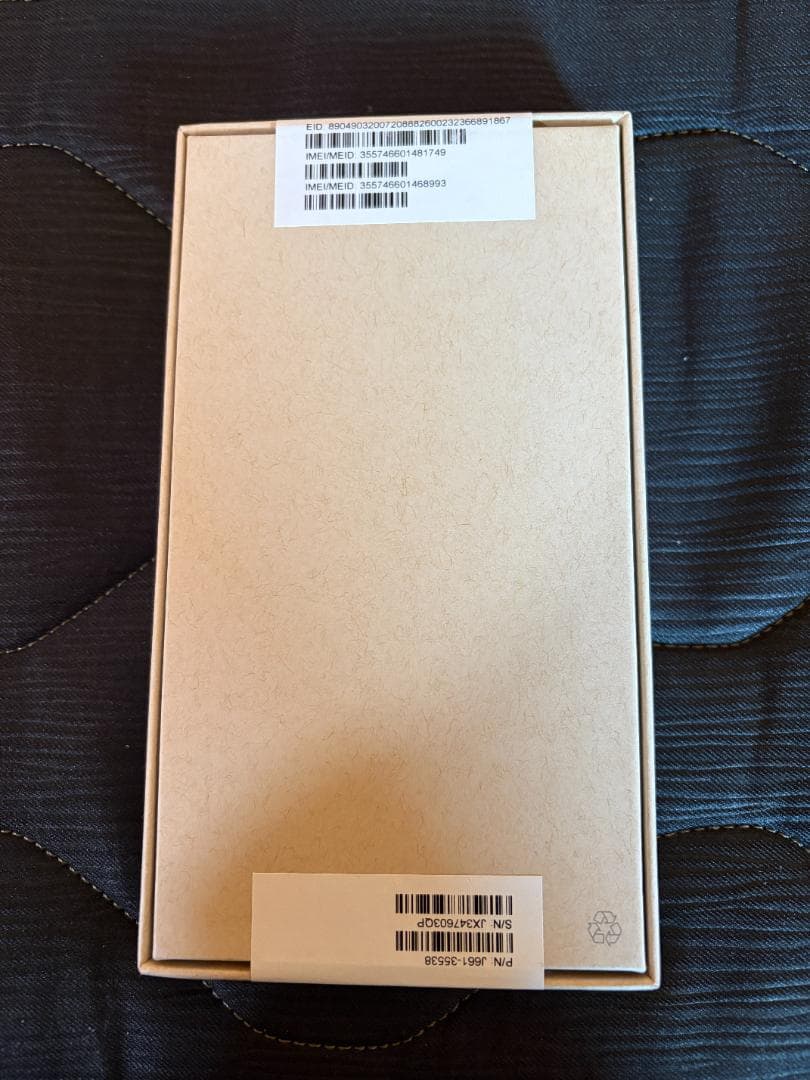 EID: 89049032007208882600232366891867
IMEI/MEID: 355746601481749
IMEI/MEID: 355746601468993
S/N: JX347603QP
P/N: J661-35538